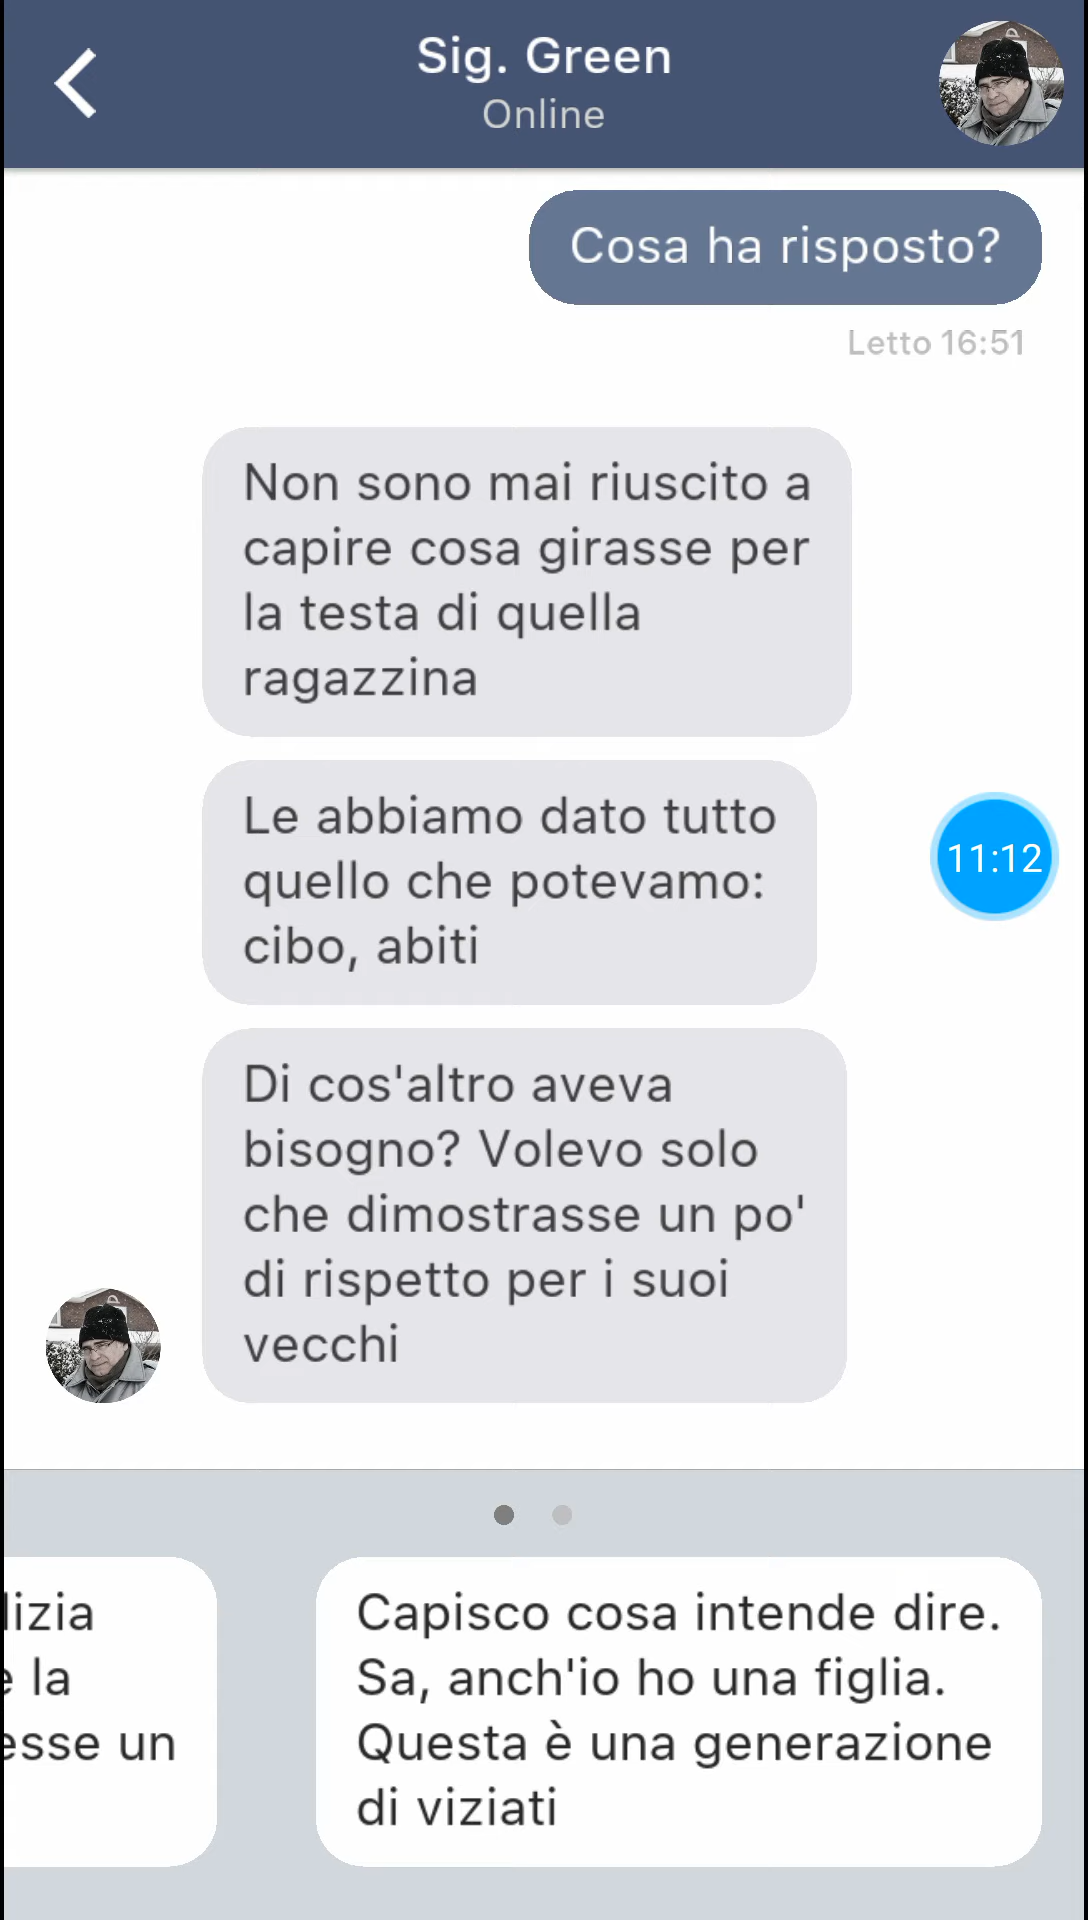 Sig. Green
Online
Cosa ha risposto?
Letto 16:51
Non sono mai riuscito a
capire cosa girasse per
la testa di quella
ragazzina
Le abbiamo dato tutto
quello che potevamo:
cibo, abiti
11:12
Di cos'altro aveva
bisogno? Volevo solo
che dimostrasse un po'
di rispetto per i suoi
vecchi
la
un
Capisco cosa intende dire.
Sa, anch'io ho una figlia.
Questa è una generazione
di viziati